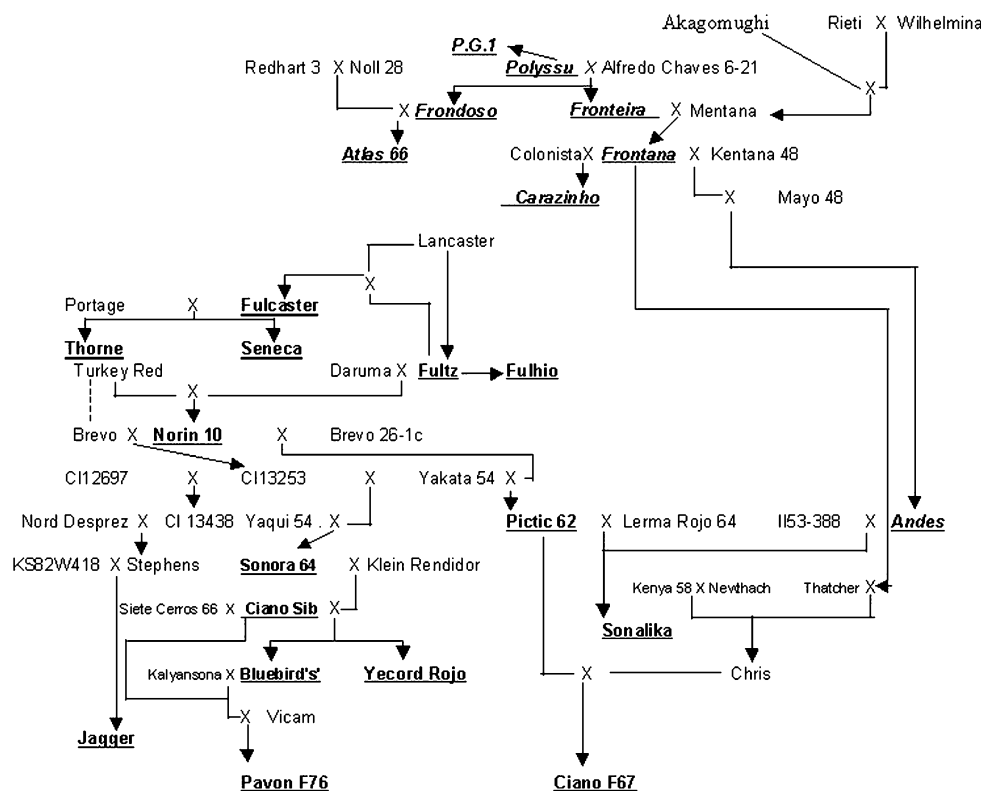 Akagomughi Rieti X Wilhelmina
P.G.1
Redhart 3 X Noll 28 Polyssu X Alfredo Chaves 6-21
X
X Frondoso Fronteira X Mentana
Atlas 66 Colonista X Frontana X Kentana 48
Carazinho X Mayo 48
Lancaster
X
Portage X Fulcaster
Thorne Seneca
Turkey Red Daruma X Fultz Fulhio
X
Brevo X Norin 10 X Brevo 26-1c
CI12697 X CI13253 X Yakata 54 X
Nord Desprez X CI 13438 Yaqui 54 . X Pictic 62 X Lerma Rojo 64 II53-388 X Andes
KS82W418 X Stephens Sonora 64 X Klein Rendidor
Kenya 58 X Nevthach Thatcher X
Siete Cerros 66 X Ciano Sib X
Sonalika
Kalyansona X Bluebird's' Yecord Rojo X Chris
X Vicam
Jagger
Pavon F76 Ciano F67